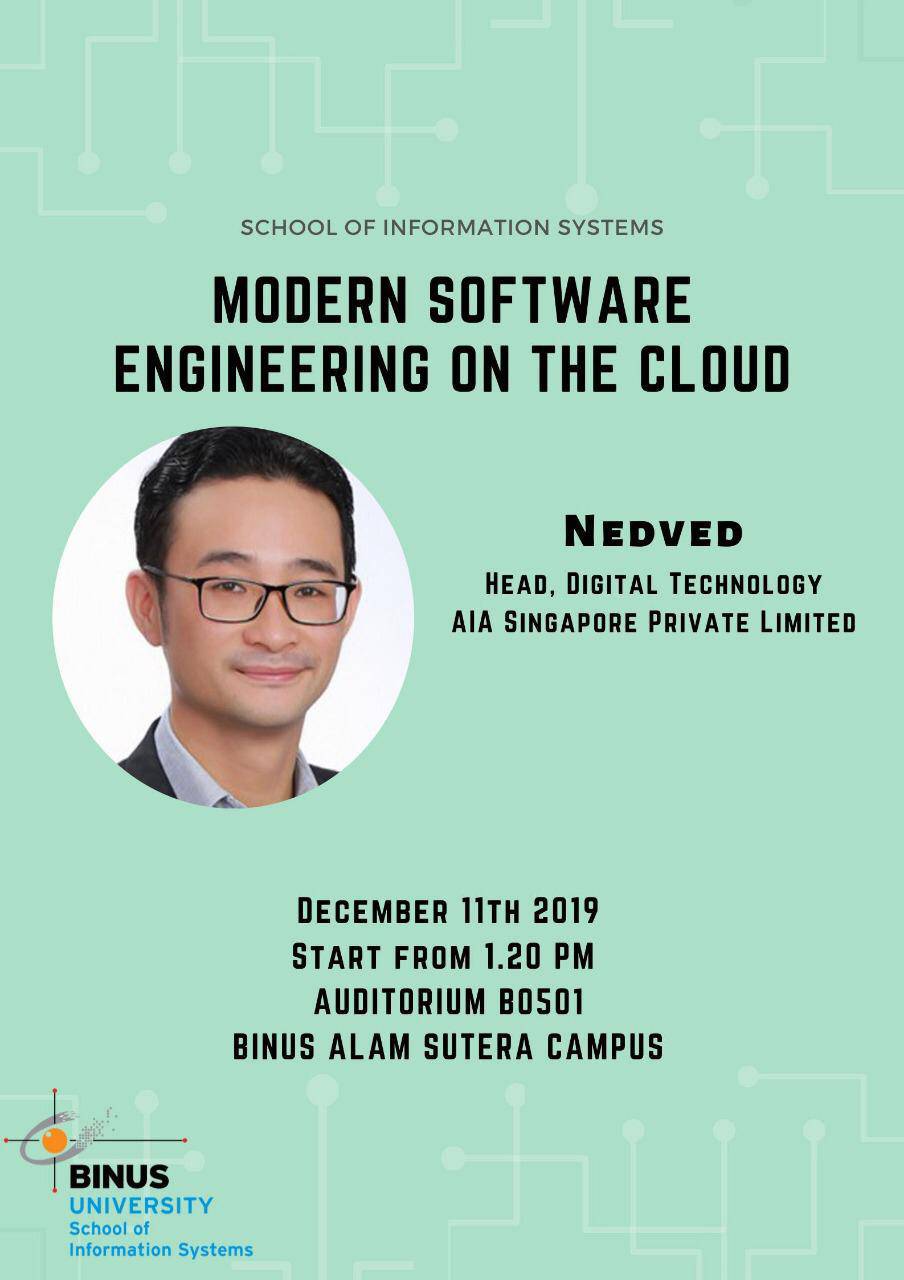 SCHOOL OF INFORMATION SYSTEMS
MODERN SOFTWARE
ENGINEERING ON THE CLOUD
NEDVED
HEAD, DIGITAL TECHNOLOGY
AIA SINGAPORE PRIVATE LIMITED
DECEMBER 11TH 2019
START FROM 1.20 PM
AUDITORIUM B0501
BINUS ALAM SUTERA CAMPUS
BINUS
UNIVERSITY
School of
Information Systems